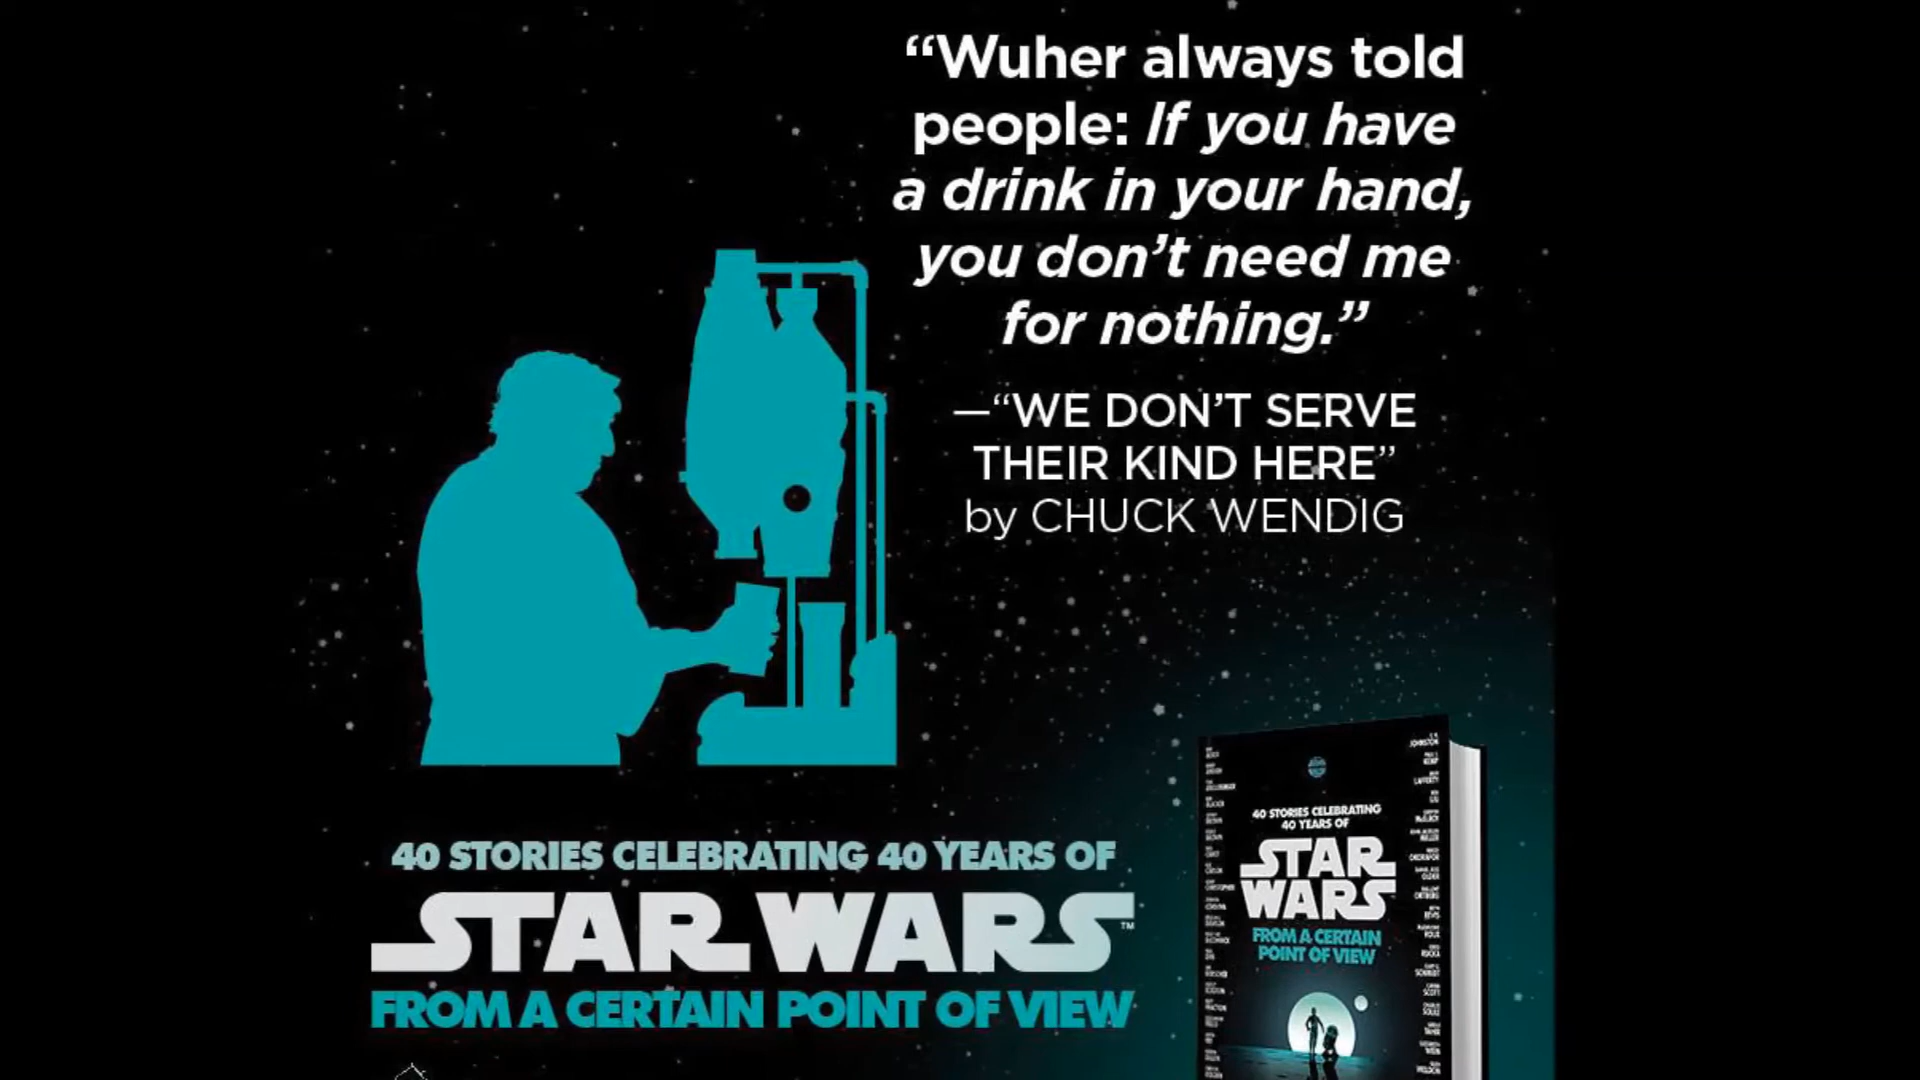 “Wuher always told
people: If you have
a drink in your hand,
you don’t need me
for nothing.”
—“WE DON’T SERVE
THEIR KIND HERE”
by CHUCK WENDIG
40 STORIES CELEBRATING 40 YEARS OF
STAR WARS™
FROM A CERTAIN POINT OF VIEW
40 STORIES CELEBRATING
40 YEARS OF
STAR
WARS
FROM A CERTAIN
POINT OF VIEW